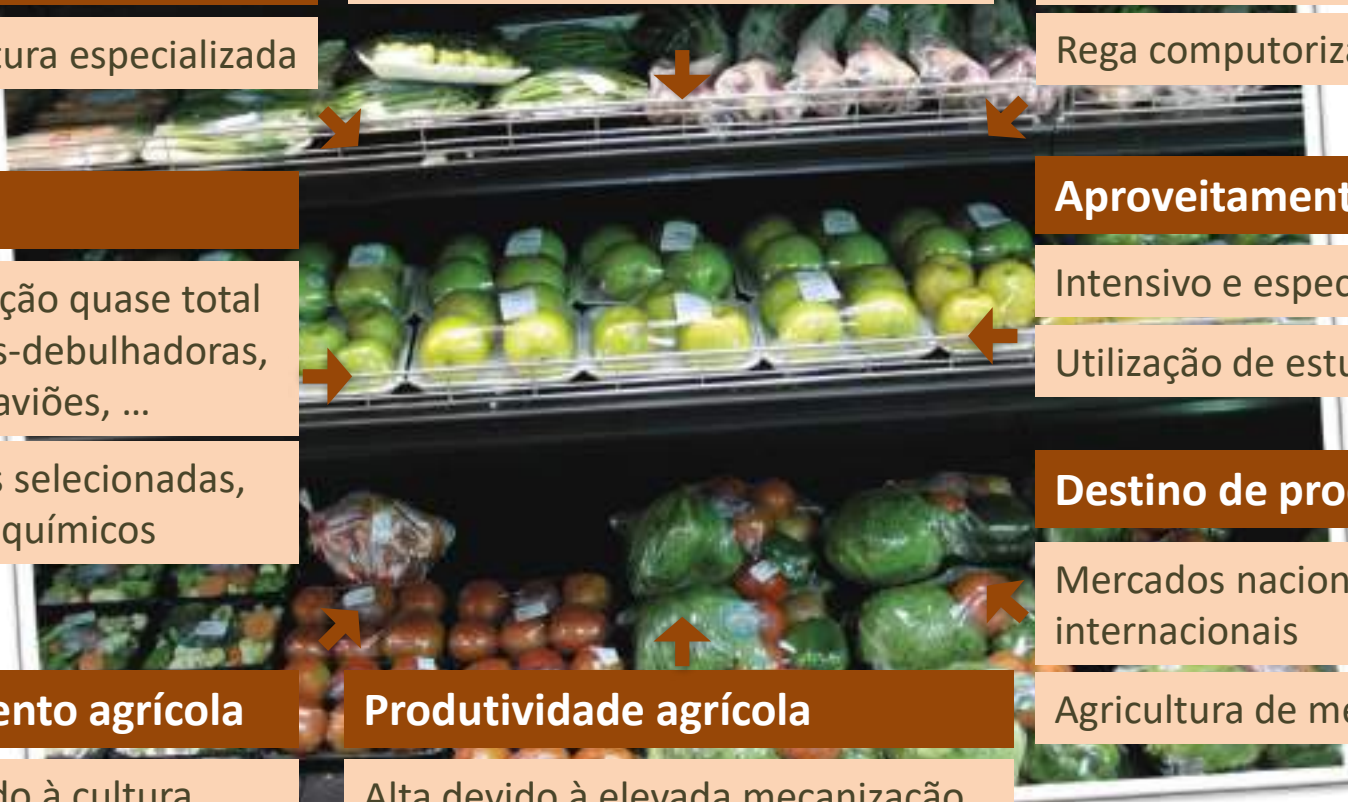 tura especializada
ção quase total
s-debulhadoras,
aviões, ...
s selecionadas,
químicos
ento agrícola
do à cultura
Produtividade agrícola
Alta devido à elevada mecanização
Rega computoriza
Aproveitament
Intensivo e espec
Utilização de estu
Destino de pro
Mercados nacion
internacionais
Agricultura de me